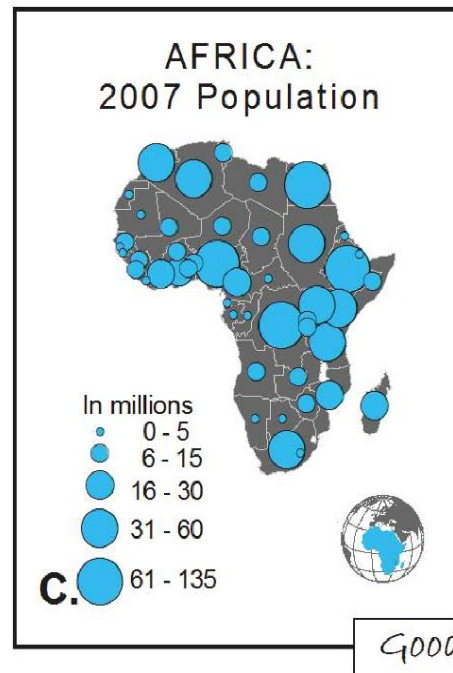 AFRICA:
2007 Population
In millions
0 - 5
6 - 15
16 - 30
31 - 60
61 - 135
C.